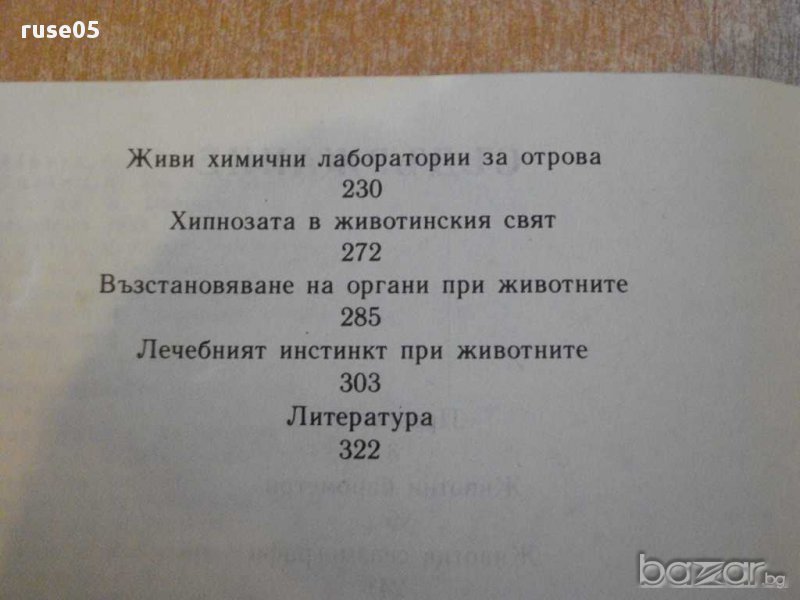 ruse05
Живи химични лаборатории за отрова
230
Хипнозата в животинския свят
272
Възстановяване на органи при животните
285
Лечебният инстинкт при животните
303
Литература
322
bazar.bg